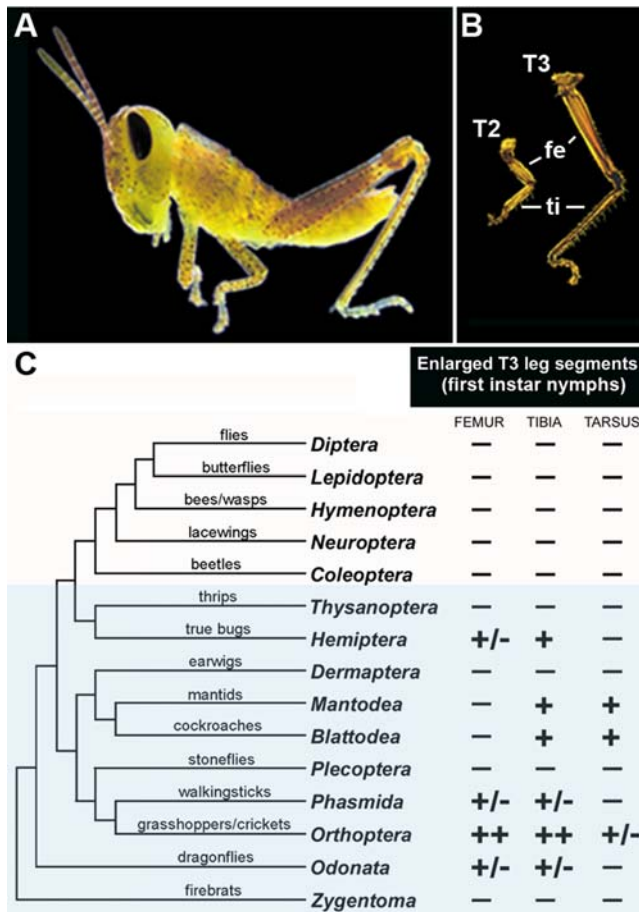 A
B
T3
T2
fe
ti
C
Enlarged T3 leg segments
(first instar nymphs)
FEMUR TIBIA TARSUS
flies Diptera — — —
butterflies Lepidoptera — — —
bees/wasps Hymenoptera — — —
lacewings Neuroptera — — —
beetles Coleoptera — — —
thrips Thysanoptera — — —
true bugs Hemiptera +/- + —
earwigs Dermaptera — — —
mantids Mantodea — + +
cockroaches Blattodea — + +
stoneflies Plecoptera — — —
walkingsticks Phasmida +/- +/- —
grasshoppers/crickets Orthoptera ++ ++ +/-
dragonflies Odonata +/- +/- —
firebrats Zygentoma — — —